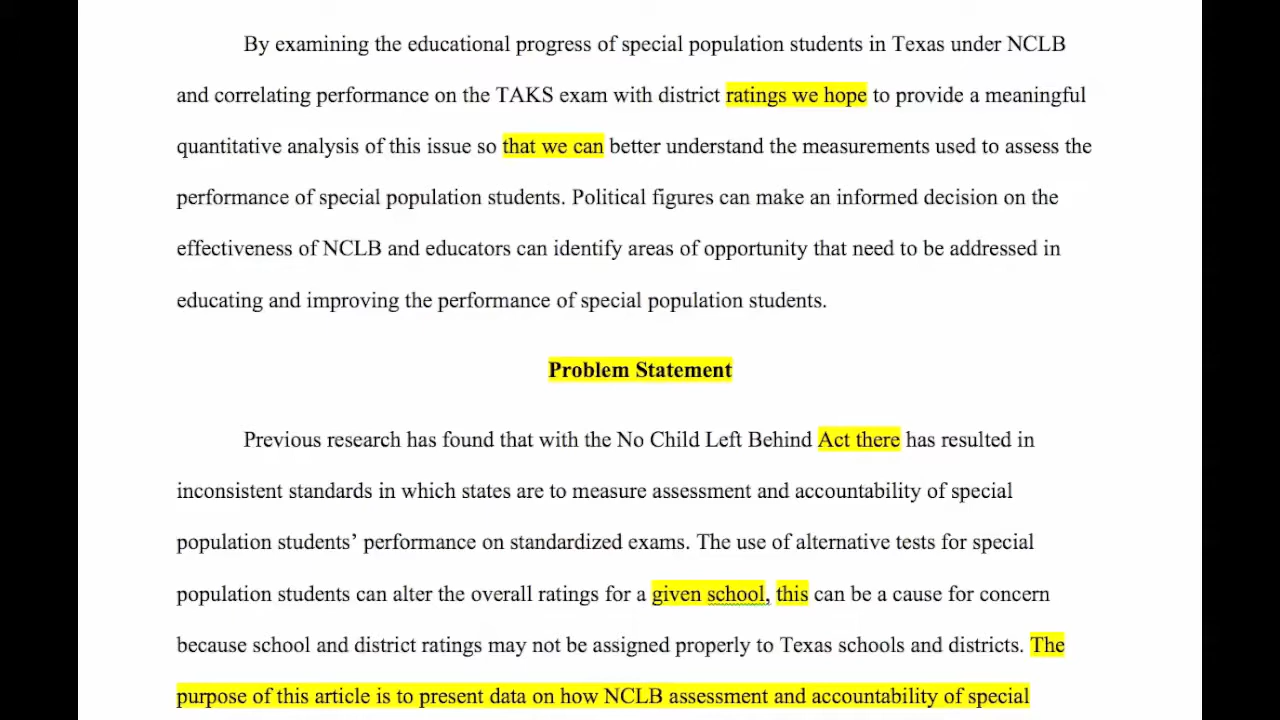 By examining the educational progress of special population students in Texas under NCLB
and correlating performance on the TAKS exam with district ratings we hope to provide a meaningful
quantitative analysis of this issue so that we can better understand the measurements used to assess the
performance of special population students. Political figures can make an informed decision on the
effectiveness of NCLB and educators can identify areas of opportunity that need to be addressed in
educating and improving the performance of special population students.
Problem Statement
Previous research has found that with the No Child Left Behind Act there has resulted in
inconsistent standards in which states are to measure assessment and accountability of special
population students’ performance on standardized exams. The use of alternative tests for special
population students can alter the overall ratings for a given school, this can be a cause for concern
because school and district ratings may not be assigned properly to Texas schools and districts. The
purpose of this article is to present data on how NCLB assessment and accountability of special